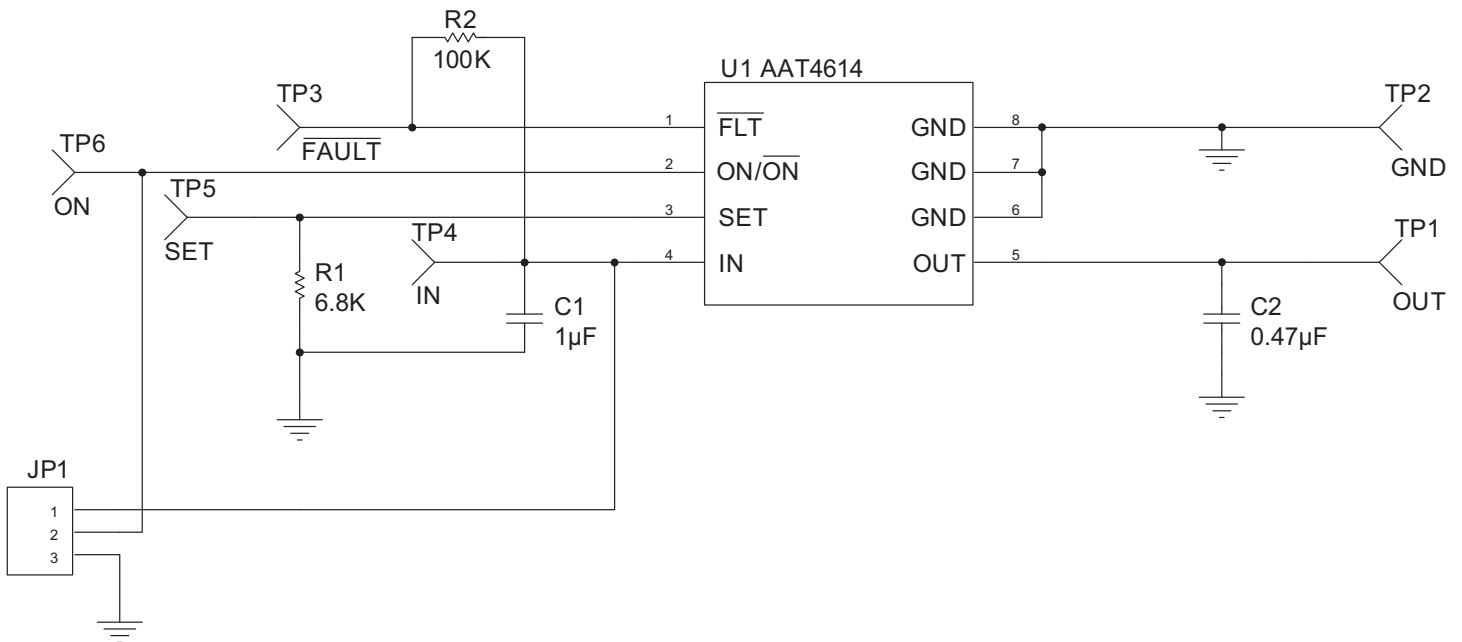 R2
100K
U1 AAT4614
TP3
FAULT
TP6
ON
TP5
SET
TP4
IN
R1
6.8K
C1
1µF
1
2
3
4
FLT
ON/ON
SET
IN
GND
GND
GND
OUT
8
7
6
5
TP2
GND
TP1
OUT
C2
0.47µF
JP1
1
2
3